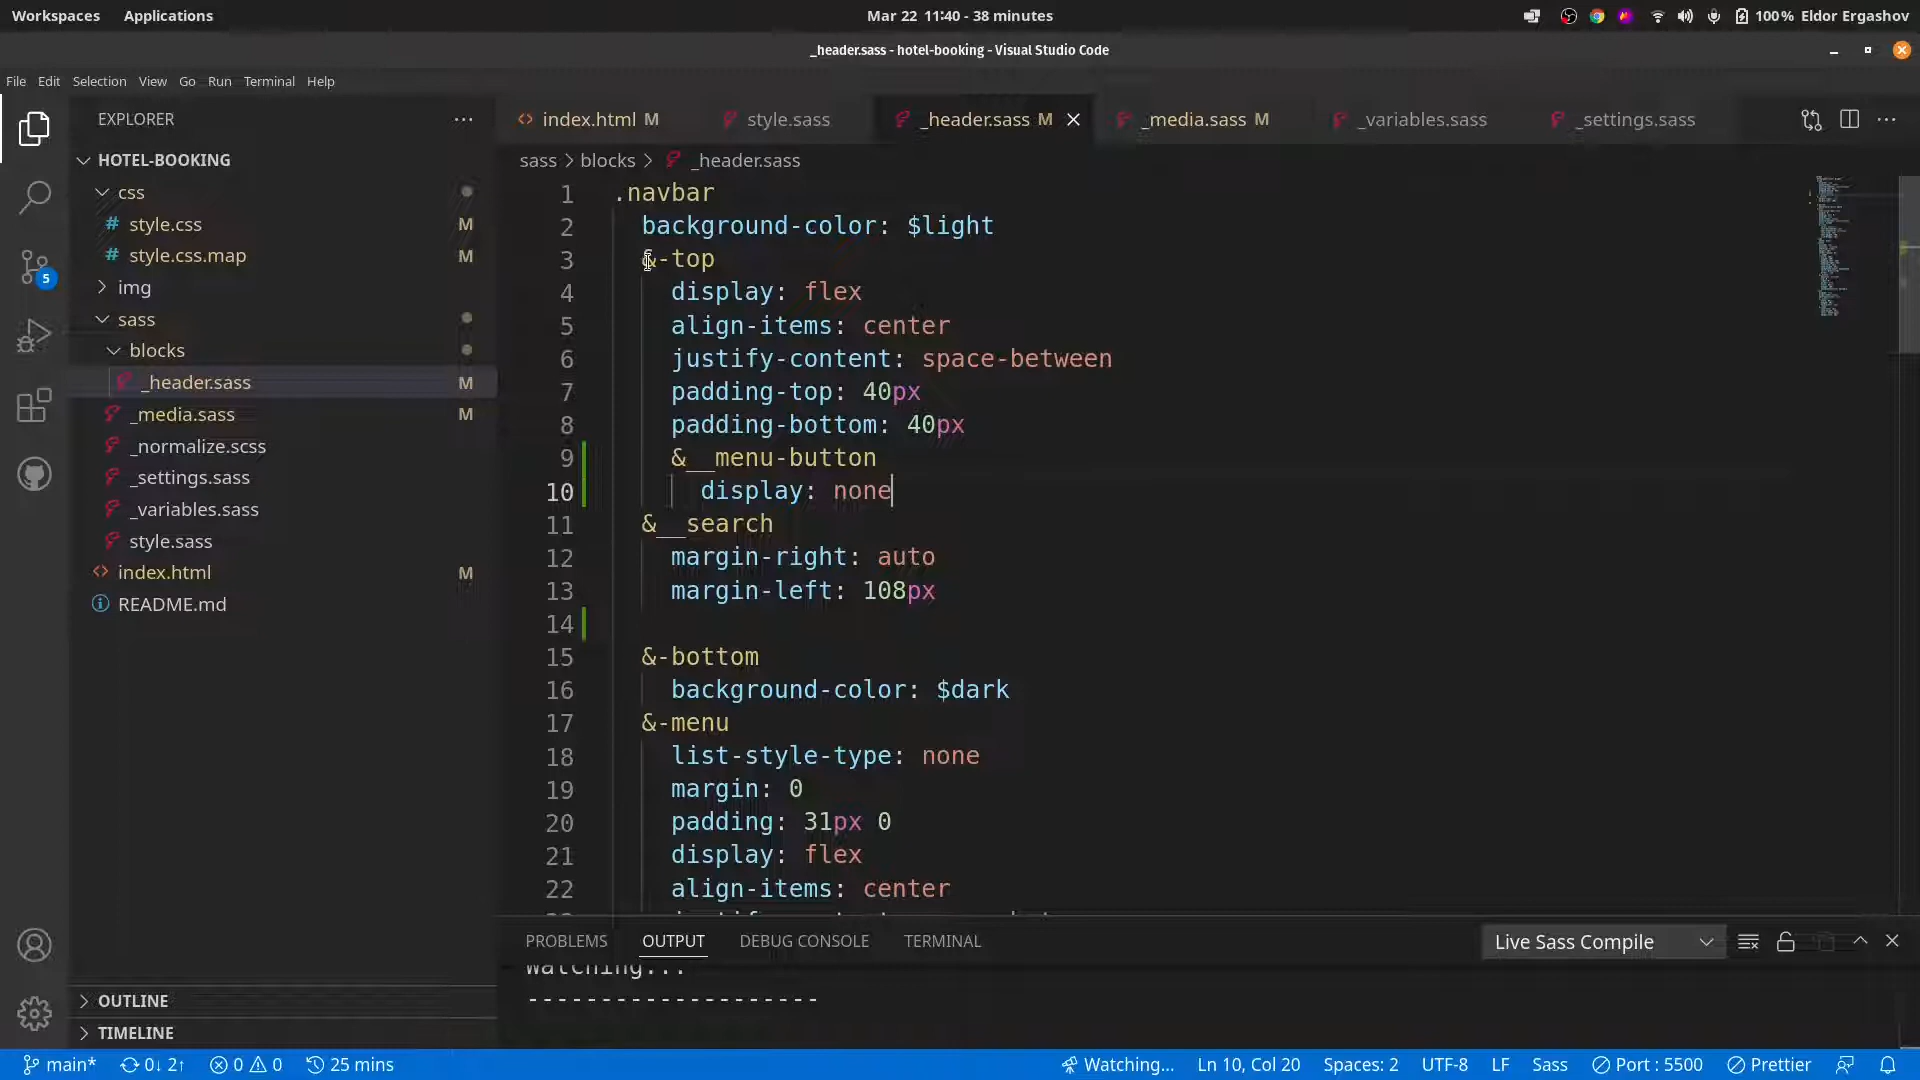 Workspaces Applications Mar 22 11:40 - 38 minutes 100% Eldor Ergashov
_header.sass - hotel-booking - Visual Studio Code
File Edit Selection View Go Run Terminal Help
EXPLORER
HOTEL-BOOKING
css
style.css M
style.css.map M
img
sass
blocks
_header.sass M
_media.sass M
_normalize.scss
_settings.sass
_variables.sass
style.sass
index.html M
README.md
OUTLINE
TIMELINE
5
index.html M style.sass _header.sass M _media.sass M _variables.sass _settings.sass
sass > blocks > _header.sass
1 .navbar
2 background-color: $light
3 &-top
4 display: flex
5 align-items: center
6 justify-content: space-between
7 padding-top: 40px
8 padding-bottom: 40px
9 &__menu-button
10 display: none
11 &__search
12 margin-right: auto
13 margin-left: 108px
14
15 &-bottom
16 background-color: $dark
17 &-menu
18 list-style-type: none
19 margin: 0
20 padding: 31px 0
21 display: flex
22 align-items: center
PROBLEMS OUTPUT DEBUG CONSOLE TERMINAL Live Sass Compile
Watching...
--------------------
main* 0↓ 2↑ 0 0 25 mins Watching... Ln 10, Col 20 Spaces: 2 UTF-8 LF Sass Port : 5500 Prettier